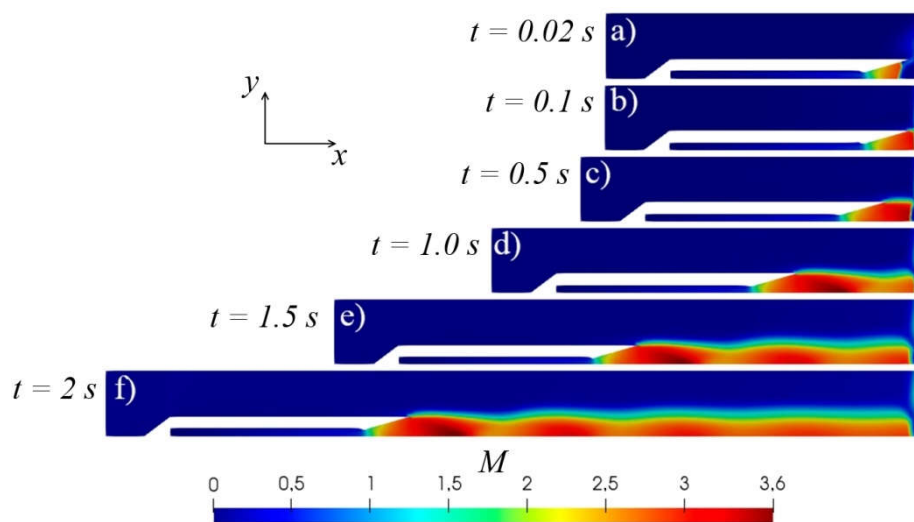 t = 0.02 s a)
t = 0.1 s b)
t = 0.5 s c)
t = 1.0 s d)
t = 1.5 s e)
t = 2 s f)
y
x
M
0 0,5 1 1,5 2 2,5 3 3,6